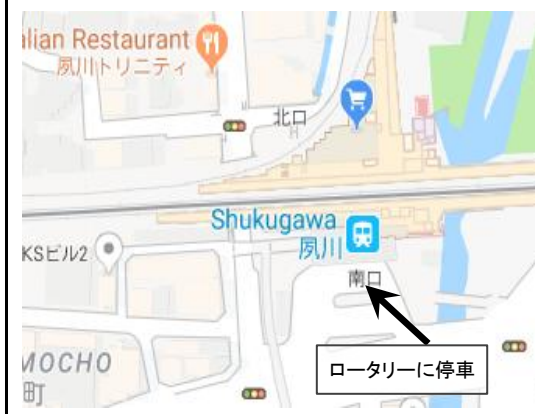 alian Restaurant
夙川トリニティ
北口
Shukugawa
夙川
KSビル2
南口
MOCHO
町
ロータリーに停車